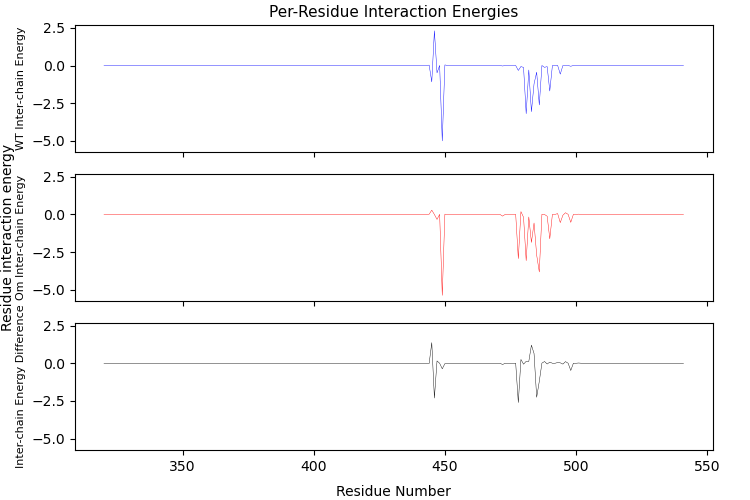 Per-Residue Interaction Energies
Residue interaction energy
WT Inter-chain Energy
2.5
0.0
−2.5
−5.0
Om Inter-chain Energy
2.5
0.0
−2.5
−5.0
Inter-chain Energy Difference
2.5
0.0
−2.5
−5.0
350 400 450 500 550
Residue Number